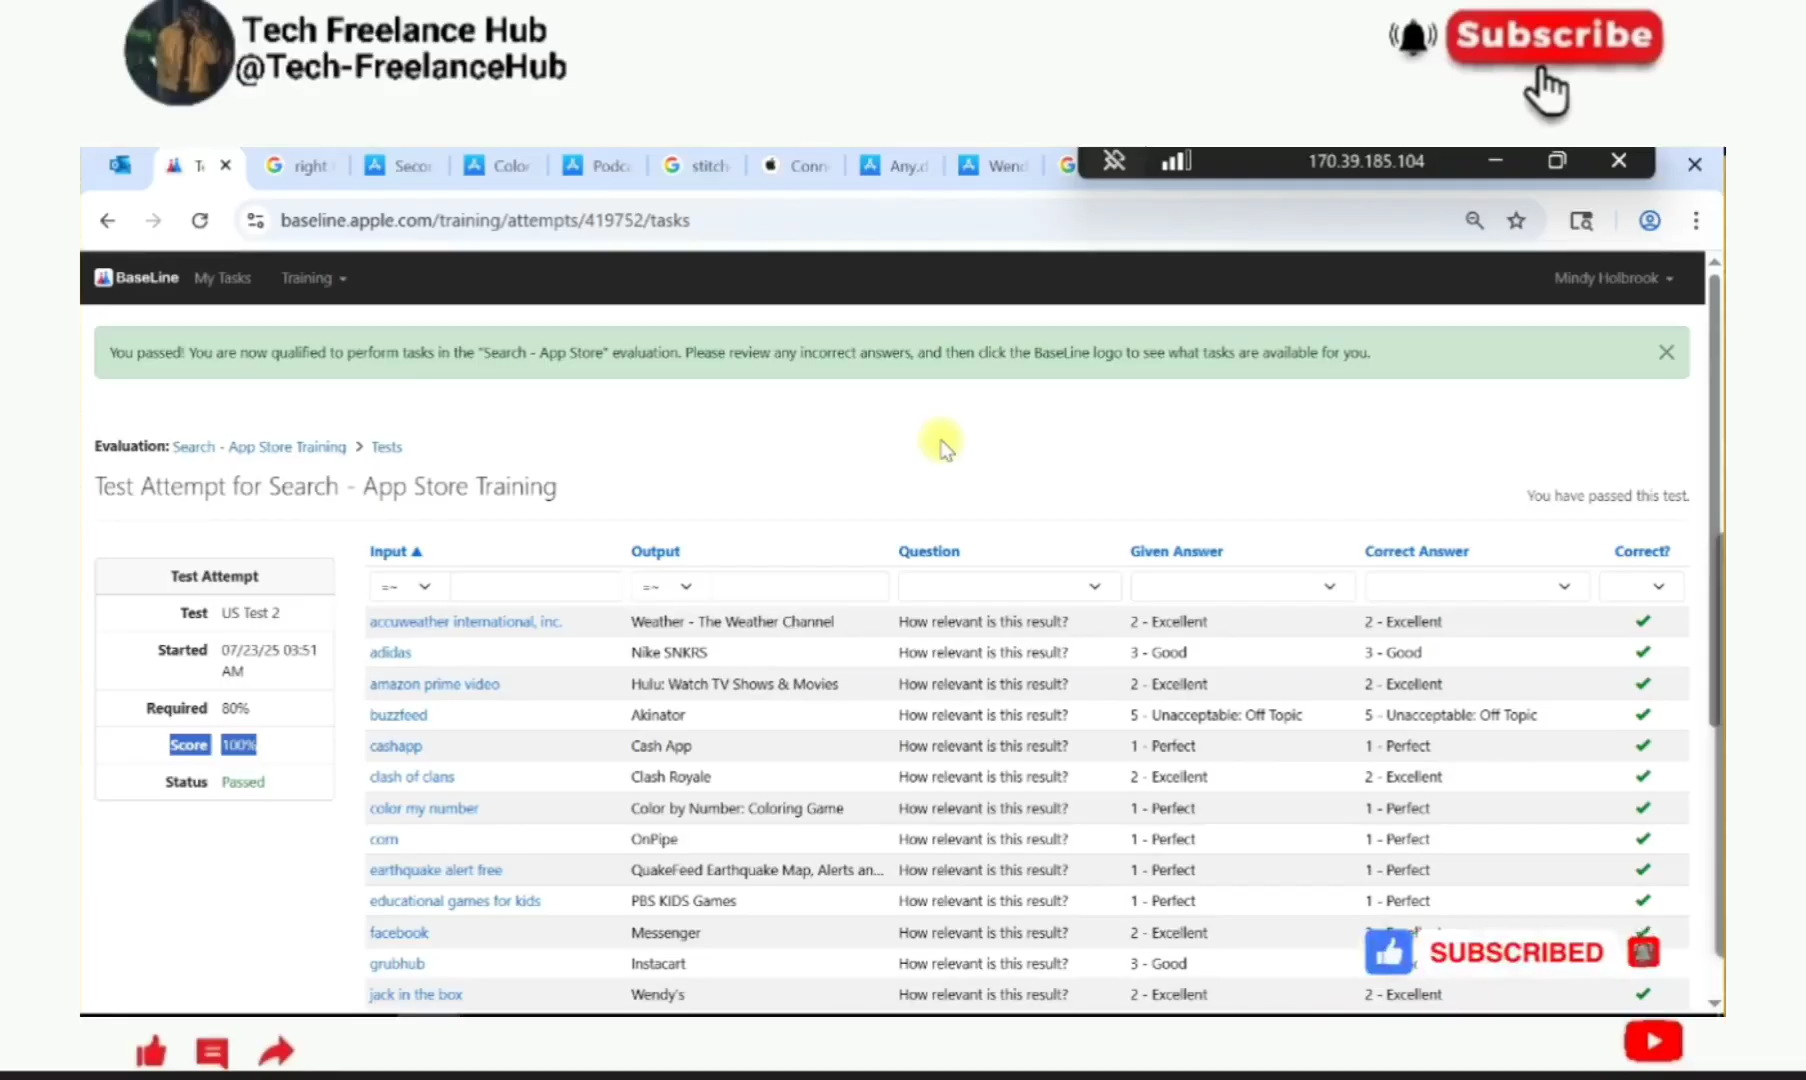 Tech Freelance Hub
@Tech-FreelanceHub
Subscribe
right
Secor
Color
Podca
stitch
Conn
Any.d
Wend
170.39.185.104
baseline.apple.com/training/attempts/419752/tasks
BaseLine My Tasks Training
Mindy Holbrook
You passed! You are now qualified to perform tasks in the "Search - App Store" evaluation. Please review any incorrect answers, and then click the BaseLine logo to see what tasks are available for you.
Evaluation: Search - App Store Training > Tests
Test Attempt for Search - App Store Training
You have passed this test.
Test Attempt
Test US Test 2
Started 07/23/25 03:51
AM
Required 80%
Score 100%
Status Passed
Input ▲ Output Question Given Answer Correct Answer Correct?
=~ =~
accuweather international, inc. Weather - The Weather Channel How relevant is this result? 2 - Excellent 2 - Excellent
adidas Nike SNKRS How relevant is this result? 3 - Good 3 - Good
amazon prime video Hulu: Watch TV Shows & Movies How relevant is this result? 2 - Excellent 2 - Excellent
buzzfeed Akinator How relevant is this result? 5 - Unacceptable: Off Topic 5 - Unacceptable: Off Topic
cashapp Cash App How relevant is this result? 1 - Perfect 1 - Perfect
clash of clans Clash Royale How relevant is this result? 2 - Excellent 2 - Excellent
color my number Color by Number: Coloring Game How relevant is this result? 1 - Perfect 1 - Perfect
corn OnPipe How relevant is this result? 1 - Perfect 1 - Perfect
earthquake alert free QuakeFeed Earthquake Map, Alerts an... How relevant is this result? 1 - Perfect 1 - Perfect
educational games for kids PBS KIDS Games How relevant is this result? 1 - Perfect 1 - Perfect
facebook Messenger How relevant is this result? 2 - Excellent
grubhub Instacart How relevant is this result? 3 - Good
SUBSCRIBED
jack in the box Wendy's How relevant is this result? 2 - Excellent 2 - Excellent